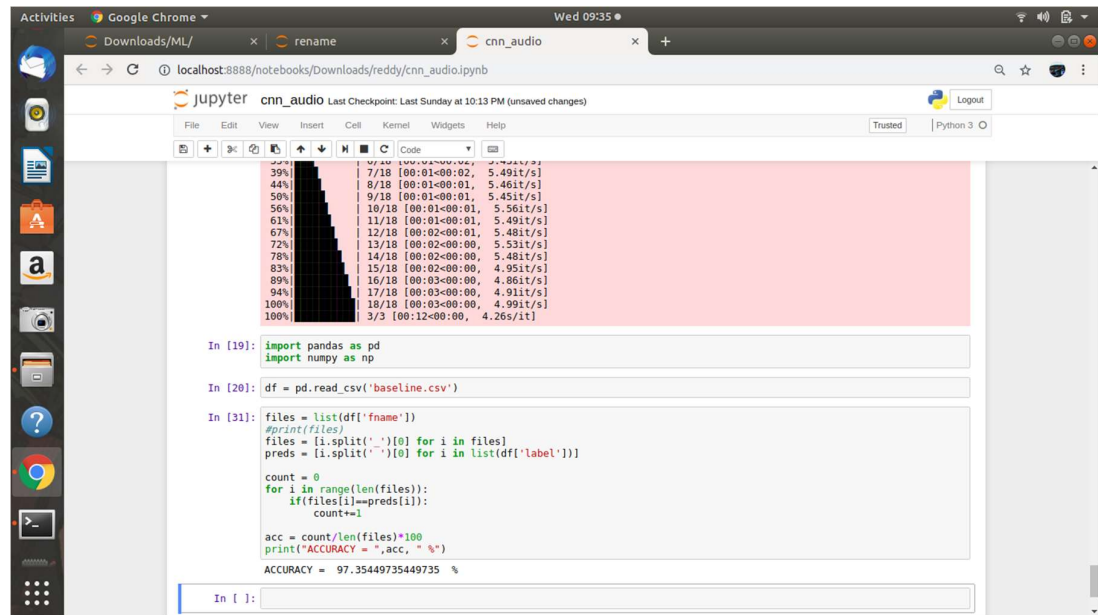 Activities Google Chrome Wed 09:35
Downloads/ML/ × rename × cnn_audio × +
localhost:8888/notebooks/Downloads/reddy/cnn_audio.ipynb
jupyter cnn_audio Last Checkpoint: Last Sunday at 10:13 PM (unsaved changes) Logout
File Edit View Insert Cell Kernel Widgets Help Trusted Python 3
Code
39%| | 7/18 [00:01<00:02, 5.49it/s]
44%| | 8/18 [00:01<00:01, 5.46it/s]
50%| | 9/18 [00:01<00:01, 5.45it/s]
56%| | 10/18 [00:01<00:01, 5.56it/s]
61%| | 11/18 [00:01<00:01, 5.49it/s]
67%| | 12/18 [00:02<00:01, 5.48it/s]
72%| | 13/18 [00:02<00:00, 5.53it/s]
78%| | 14/18 [00:02<00:00, 5.48it/s]
83%| | 15/18 [00:02<00:00, 4.95it/s]
89%| | 16/18 [00:03<00:00, 4.86it/s]
94%| | 17/18 [00:03<00:00, 4.91it/s]
100%| | 18/18 [00:03<00:00, 4.99it/s]
100%| | 3/3 [00:12<00:00, 4.26s/it]
In [19]: import pandas as pd
import numpy as np
In [20]: df = pd.read_csv('baseline.csv')
In [31]: files = list(df['fname'])
#print(files)
files = [i.split('_')[0] for i in files]
preds = [i.split(' ')[0] for i in list(df['label'])]
count = 0
for i in range(len(files)):
if(files[i]==preds[i]):
count+=1
acc = count/len(files)*100
print("ACCURACY = ",acc, " %")
ACCURACY = 97.35449735449735 %
In [ ]: